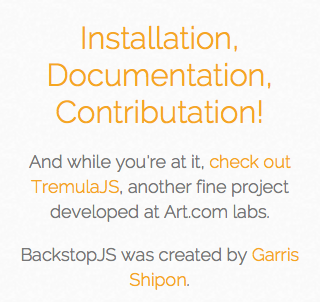 Installation,
Documentation,
Contributation!
And while you're at it, check out
TremulaJS, another fine project
developed at Art.com labs.
BackstopJS was created by Garris
Shipon.